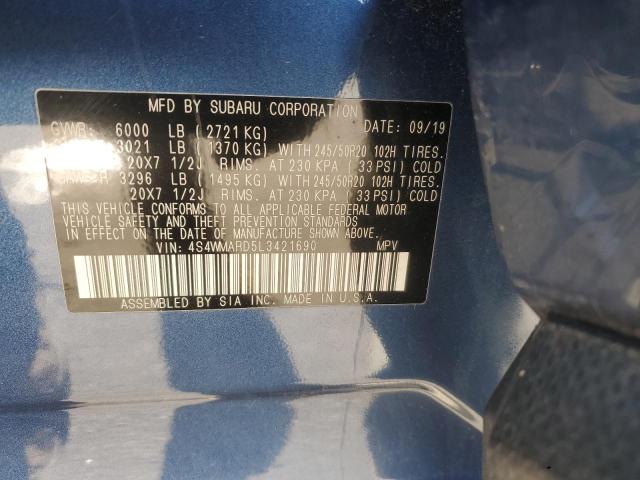 MFD BY SUBARU CORPORATION
GVWR: 6000 LB (2721 KG) DATE: 09/19
3021 LB (1370 KG) WITH 245/50R20 102H TIRES.
20X7 1/2J RIMS. AT 230 KPA (33 PSI) COLD
3296 LB (1495 KG) WITH 245/50R20 102H TIRES.
20X7 1/2J RIMS. AT 230 KPA (33 PSI) COLD
THIS VEHICLE CONFORMS TO ALL APPLICABLE FEDERAL MOTOR
VEHICLE SAFETY AND THEFT PREVENTION STANDARDS
IN EFFECT ON THE DATE OF MANUFACTURE SHOWN ABOVE.
VIN: 4S4WMARD5L3421690 MPV
ASSEMBLED BY SIA INC. MADE IN U.S.A.